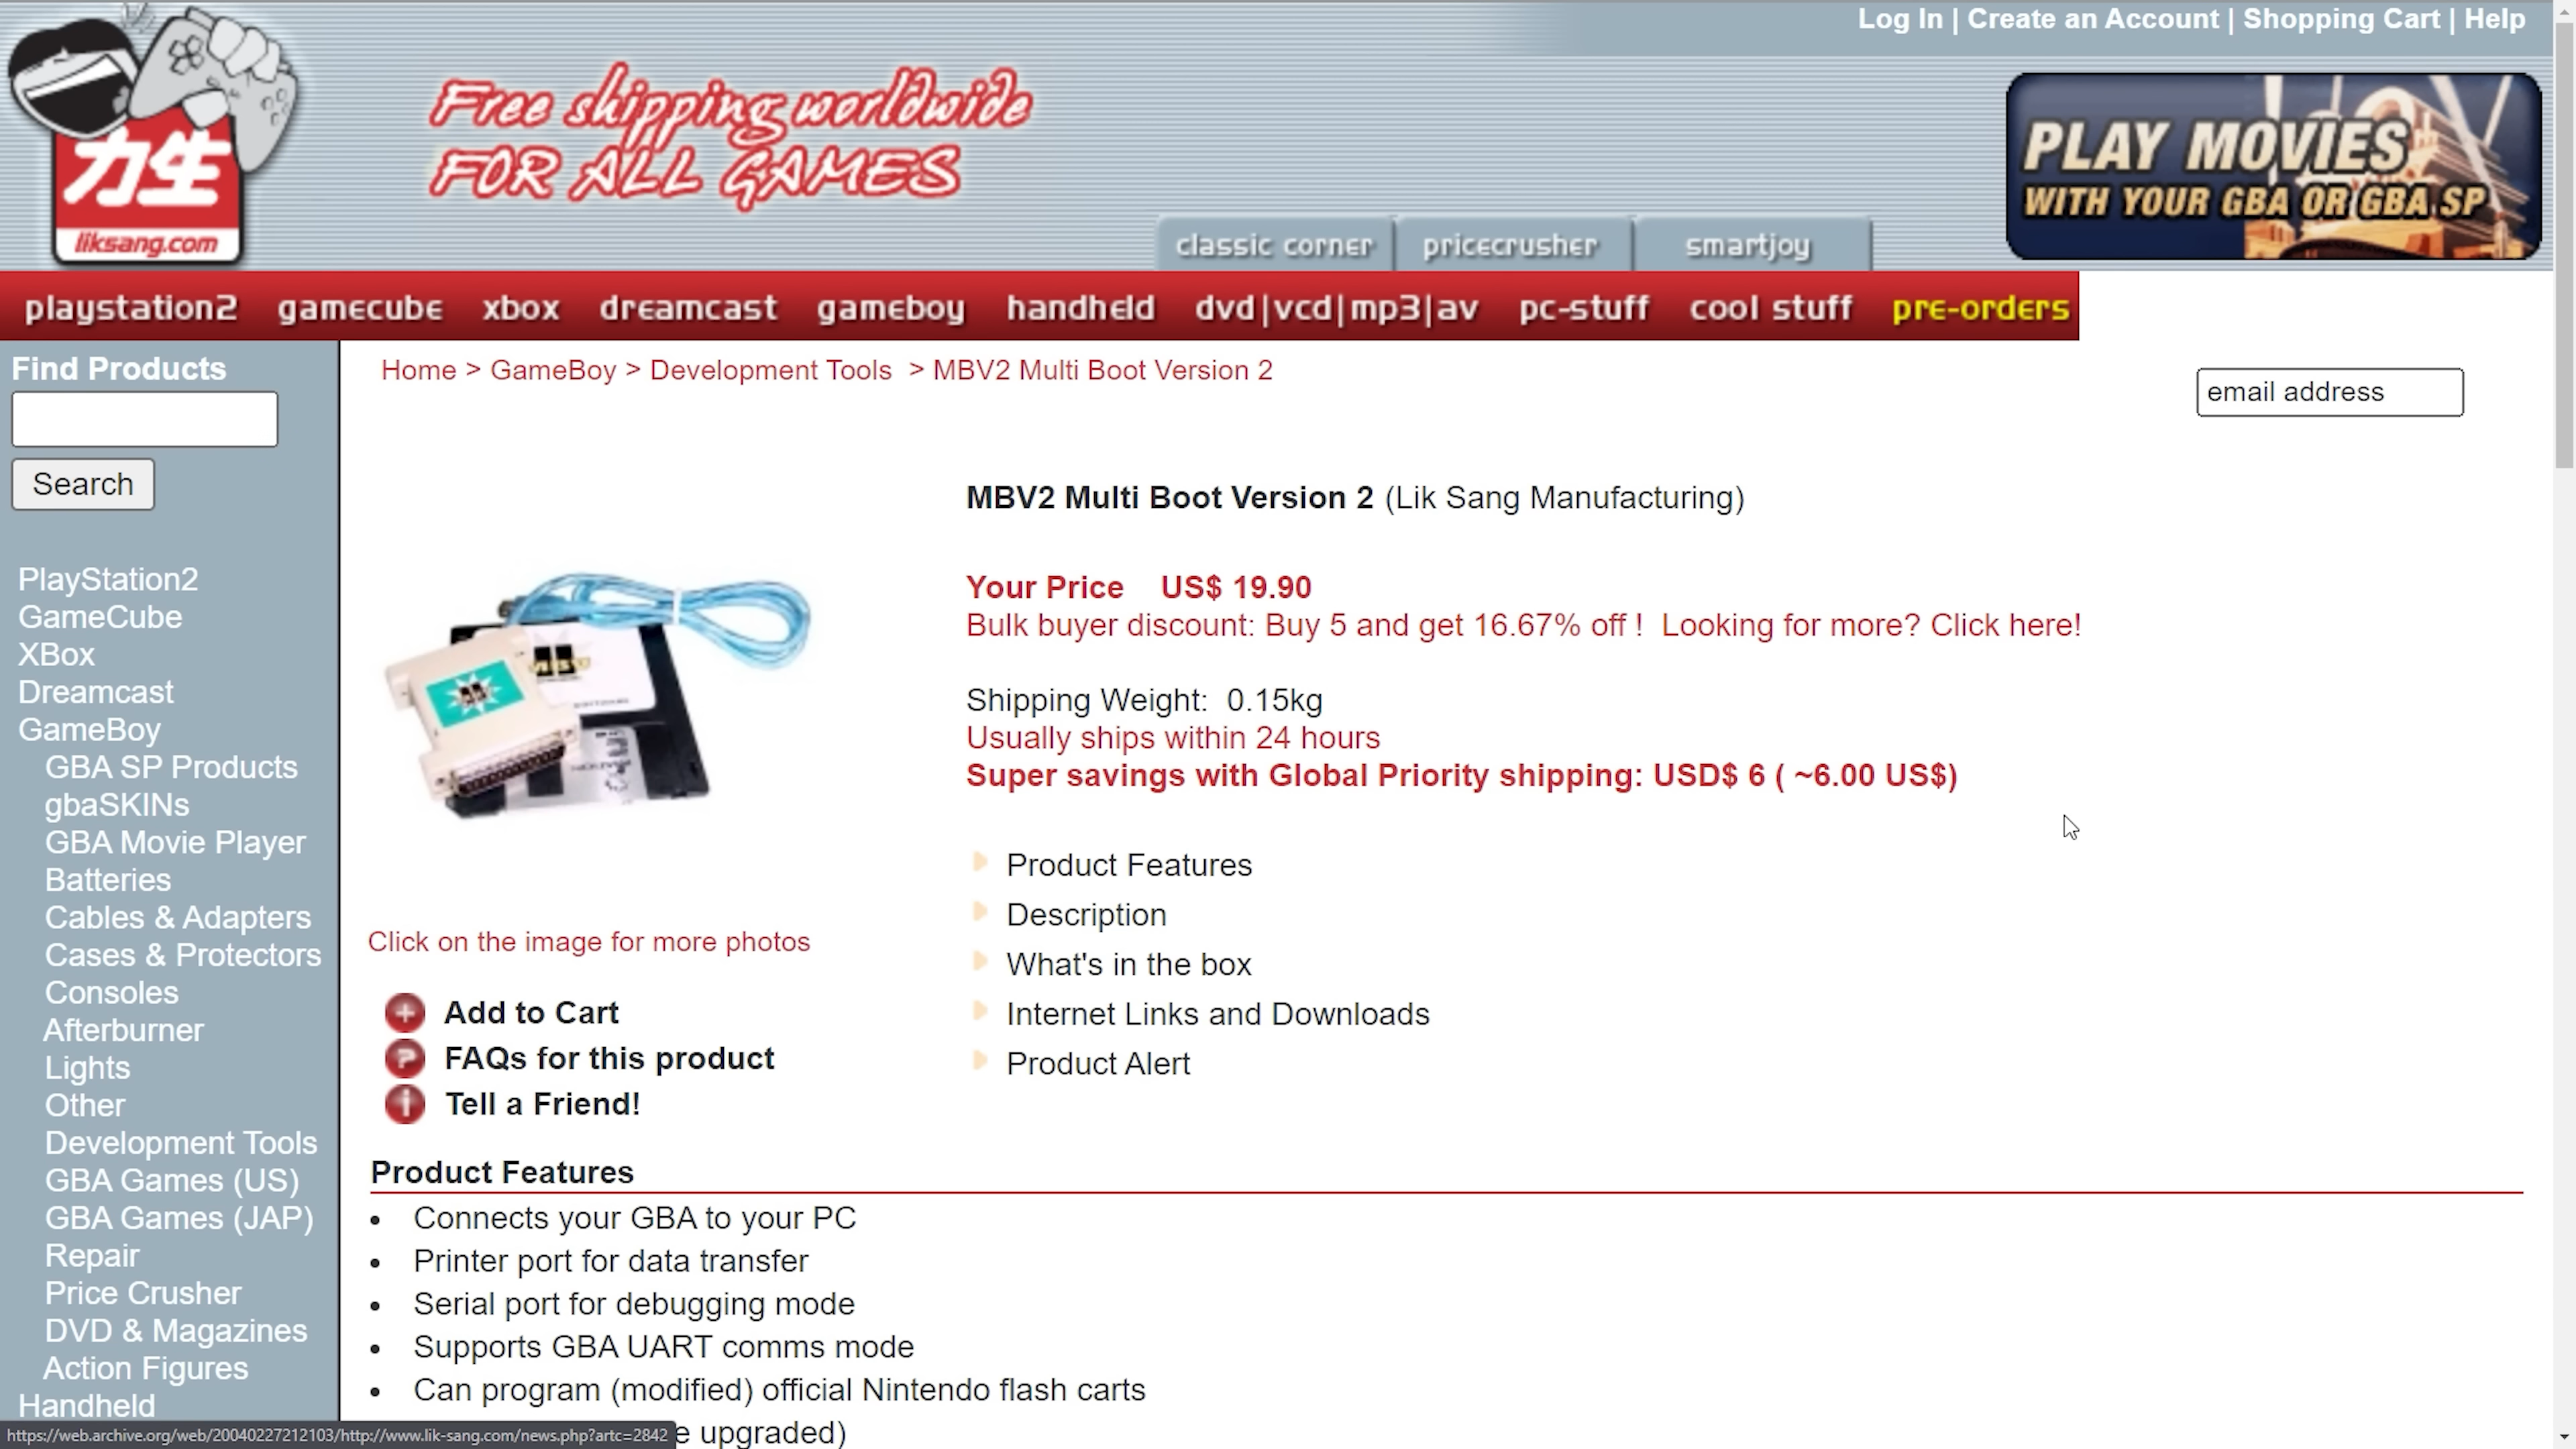 Log In | Create an Account | Shopping Cart | Help
力生
liksang.com
Free shipping worldwide
FOR ALL GAMES
PLAY MOVIES
WITH YOUR GBA OR GBA SP
classic corner
pricecrusher
smartjoy
playstation2
gamecube
xbox
dreamcast
gameboy
handheld
dvd|vcd|mp3|av
pc-stuff
cool stuff
pre-orders
Find Products
Search
PlayStation2
GameCube
XBox
Dreamcast
GameBoy
GBA SP Products
gbaSKINs
GBA Movie Player
Batteries
Cables & Adapters
Cases & Protectors
Consoles
Afterburner
Lights
Other
Development Tools
GBA Games (US)
GBA Games (JAP)
Repair
Price Crusher
DVD & Magazines
Action Figures
Handheld
Home > GameBoy > Development Tools > MBV2 Multi Boot Version 2
email address
MBV2 Multi Boot Version 2 (Lik Sang Manufacturing)
Your Price US$ 19.90
Bulk buyer discount: Buy 5 and get 16.67% off ! Looking for more? Click here!
Shipping Weight: 0.15kg
Usually ships within 24 hours
Super savings with Global Priority shipping: USD$ 6 ( ~6.00 US$)
Click on the image for more photos
Add to Cart
FAQs for this product
Tell a Friend!
Product Features
Description
What's in the box
Internet Links and Downloads
Product Alert
Product Features
• Connects your GBA to your PC
• Printer port for data transfer
• Serial port for debugging mode
• Supports GBA UART comms mode
• Can program (modified) official Nintendo flash carts
e upgraded)
https://web.archive.org/web/20040227212103/http://www.lik-sang.com/news.php?artc=2842